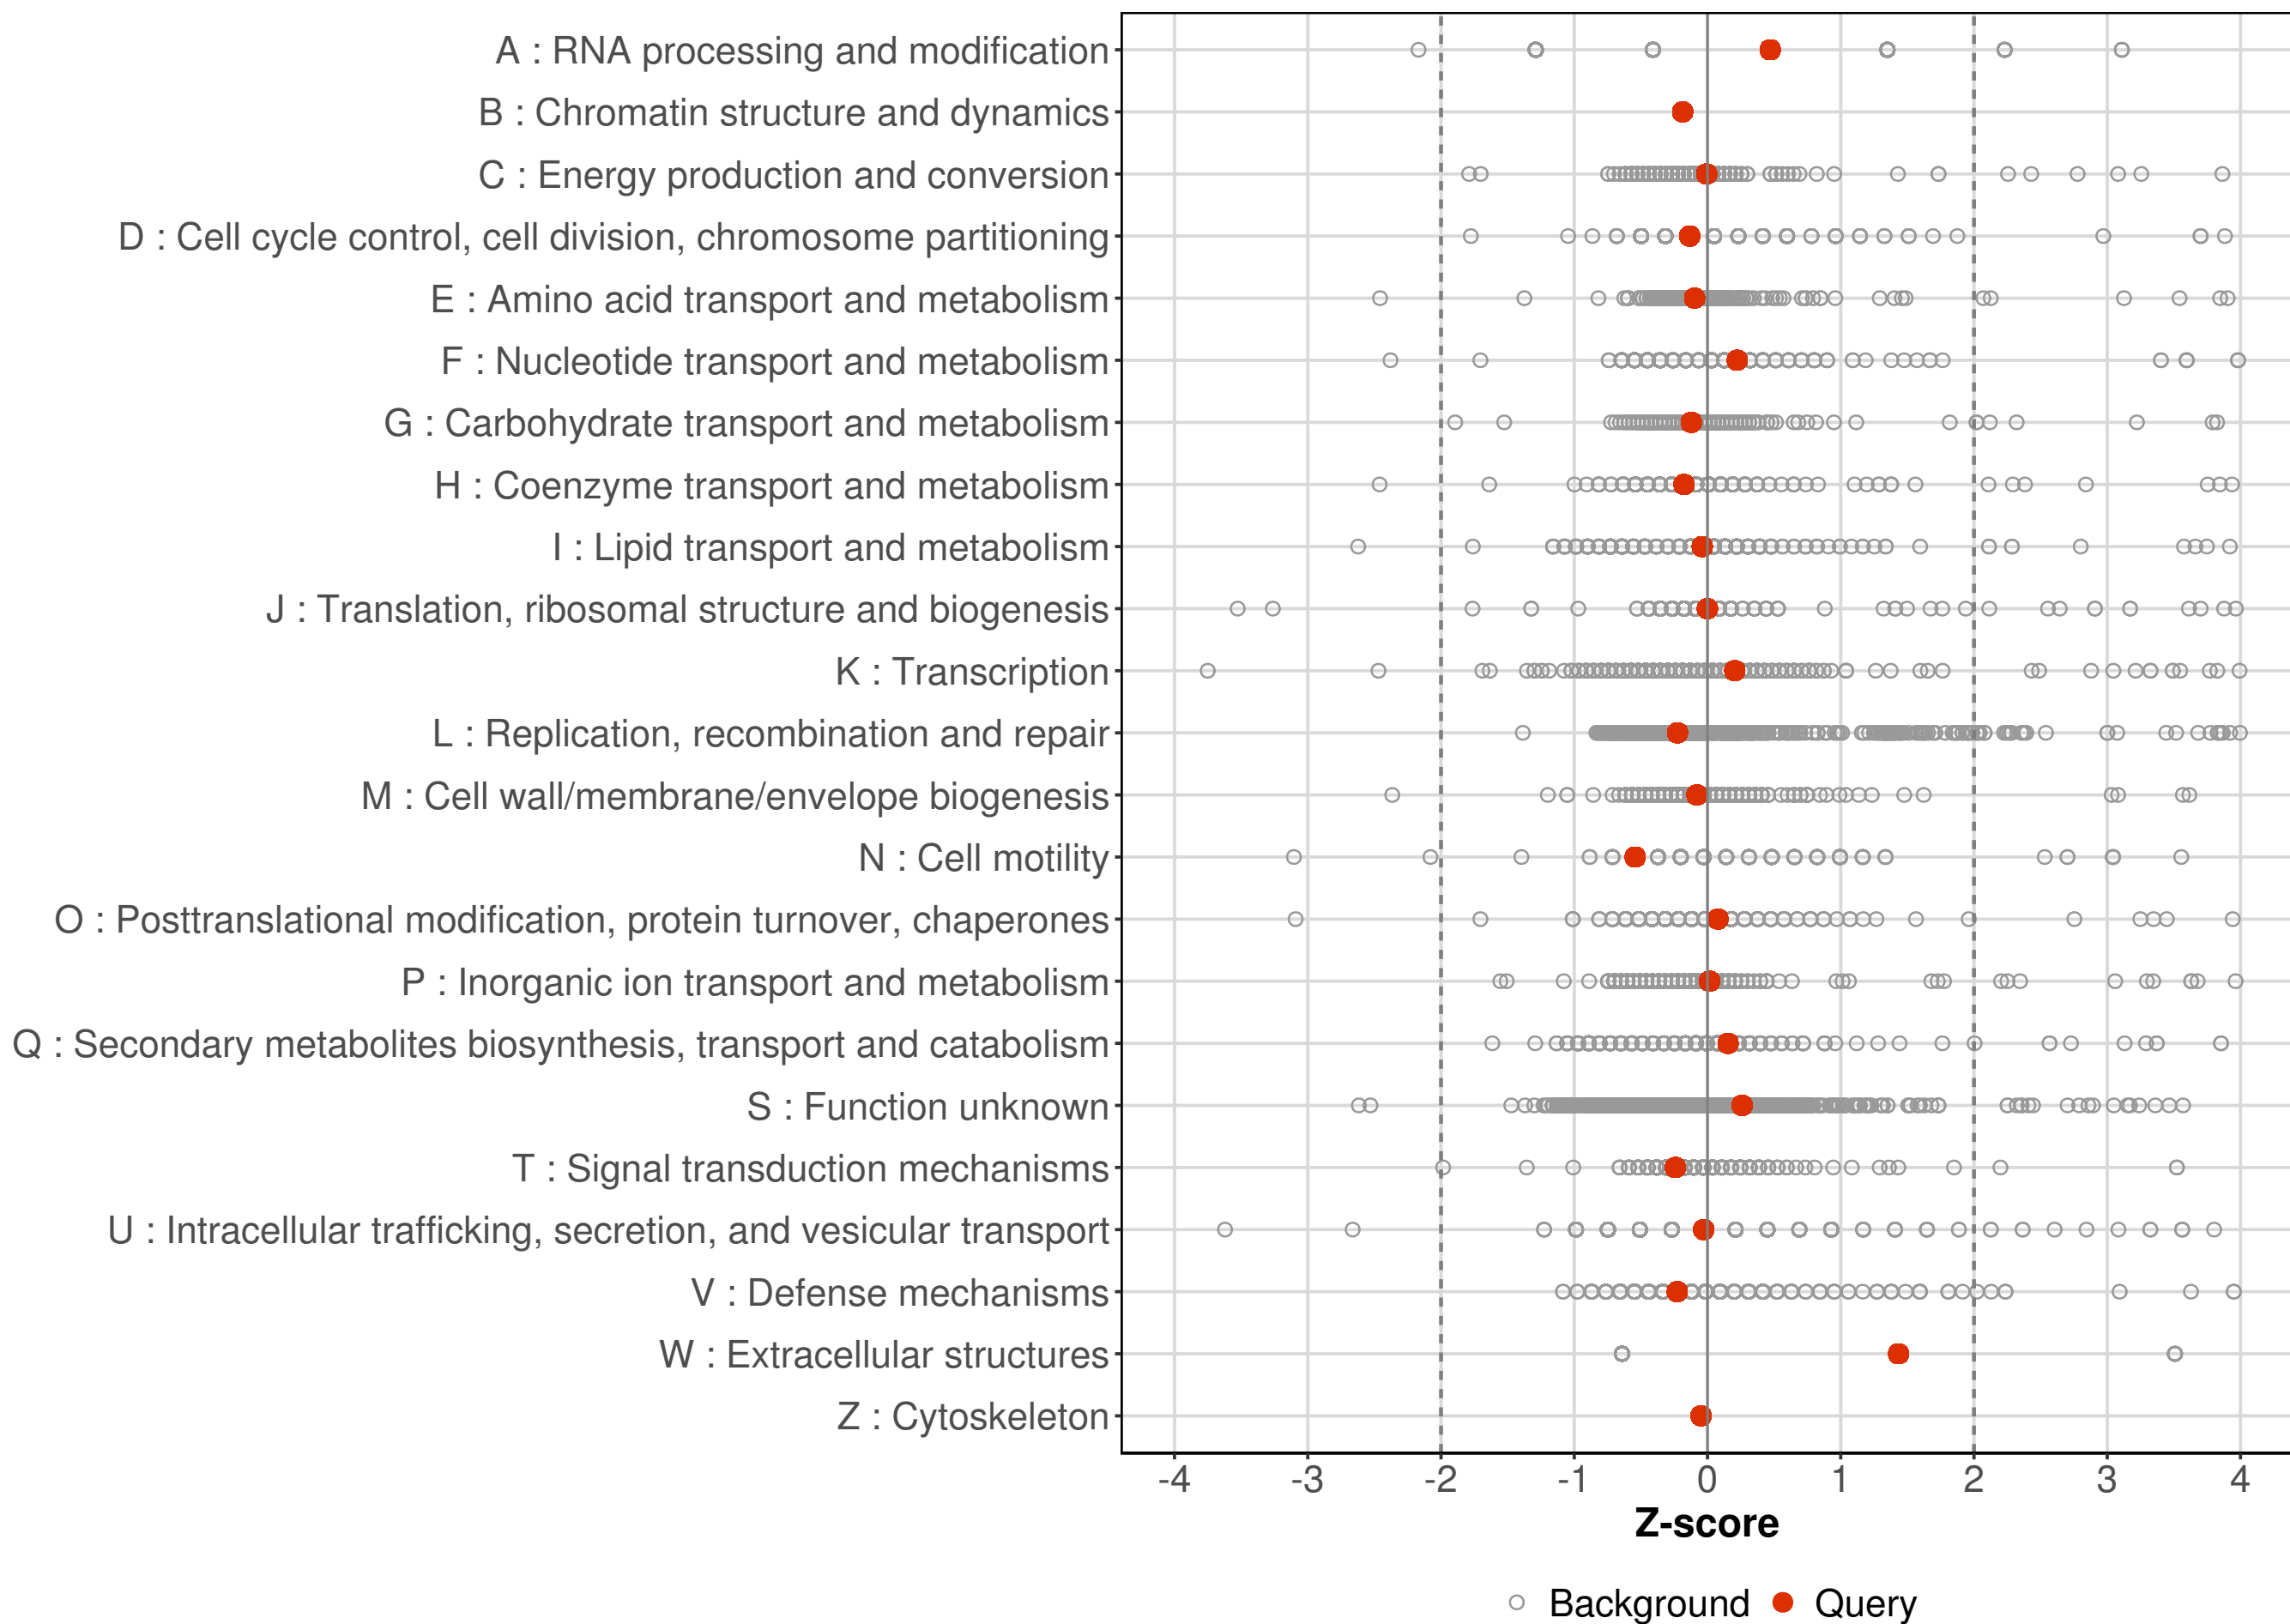 A : RNA processing and modification
B : Chromatin structure and dynamics
C : Energy production and conversion
D : Cell cycle control, cell division, chromosome partitioning
E : Amino acid transport and metabolism
F : Nucleotide transport and metabolism
G : Carbohydrate transport and metabolism
H : Coenzyme transport and metabolism
I : Lipid transport and metabolism
J : Translation, ribosomal structure and biogenesis
K : Transcription
L : Replication, recombination and repair
M : Cell wall/membrane/envelope biogenesis
N : Cell motility
O : Posttranslational modification, protein turnover, chaperones
P : Inorganic ion transport and metabolism
Q : Secondary metabolites biosynthesis, transport and catabolism
S : Function unknown
T : Signal transduction mechanisms
U : Intracellular trafficking, secretion, and vesicular transport
V : Defense mechanisms
W : Extracellular structures
Z : Cytoskeleton
-4 -3 -2 -1 0 1 2 3 4
Z-score
Background Query